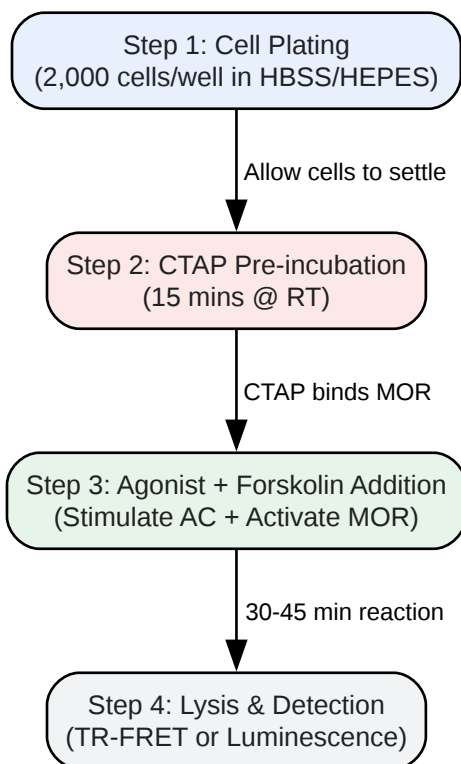 Step 1: Cell Plating
(2,000 cells/well in HBSS/HEPES)
Allow cells to settle
Step 2: CTAP Pre-incubation
(15 mins @ RT)
CTAP binds MOR
Step 3: Agonist + Forskolin Addition
(Stimulate AC + Activate MOR)
30-45 min reaction
Step 4: Lysis & Detection
(TR-FRET or Luminescence)